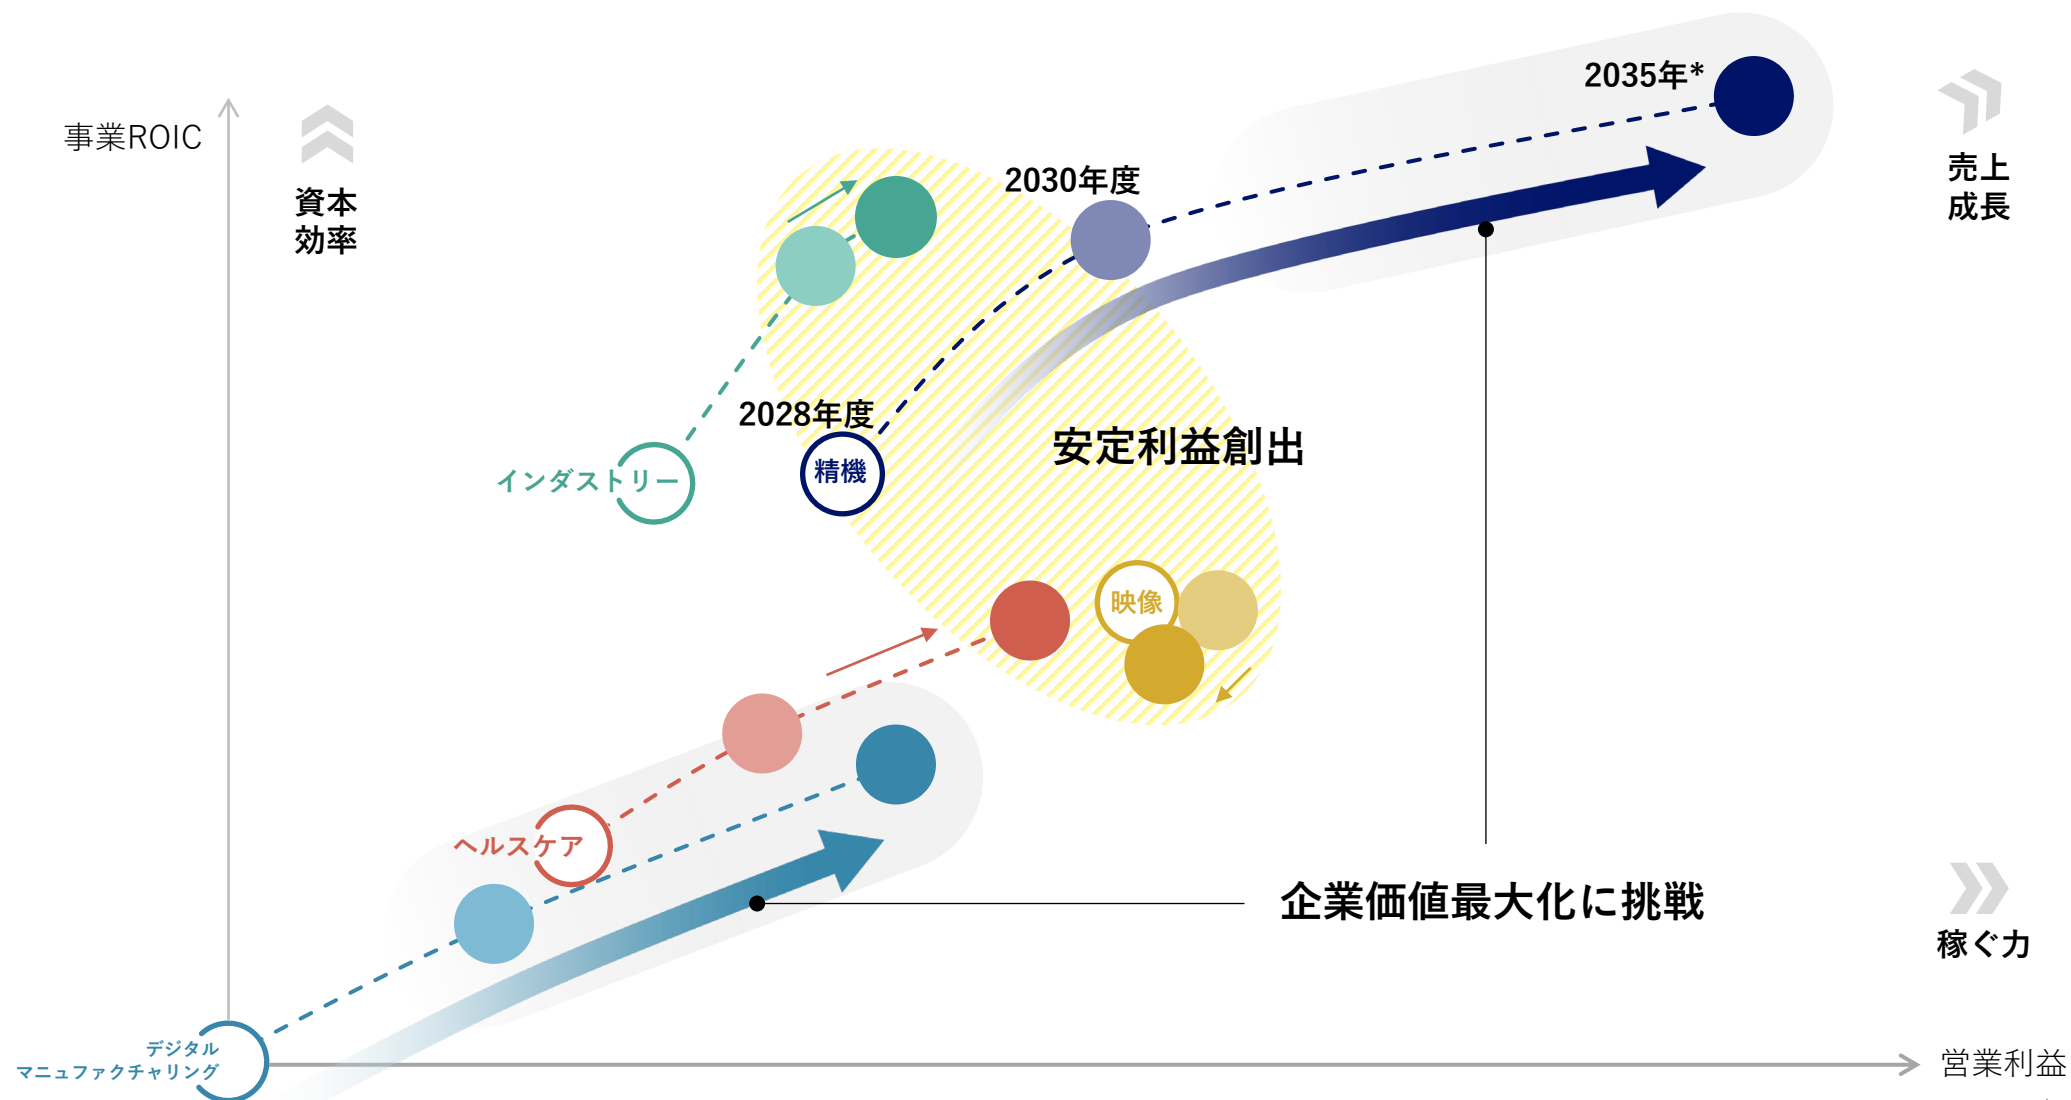 2035年*
事業ROIC
資本
効率
売上
成長
2030年度
2028年度
安定利益創出
精機
インダストリー
映像
ヘルスケア
企業価値最大化に挑戦
稼ぐ力
デジタル
マニュファクチャリング
営業利益